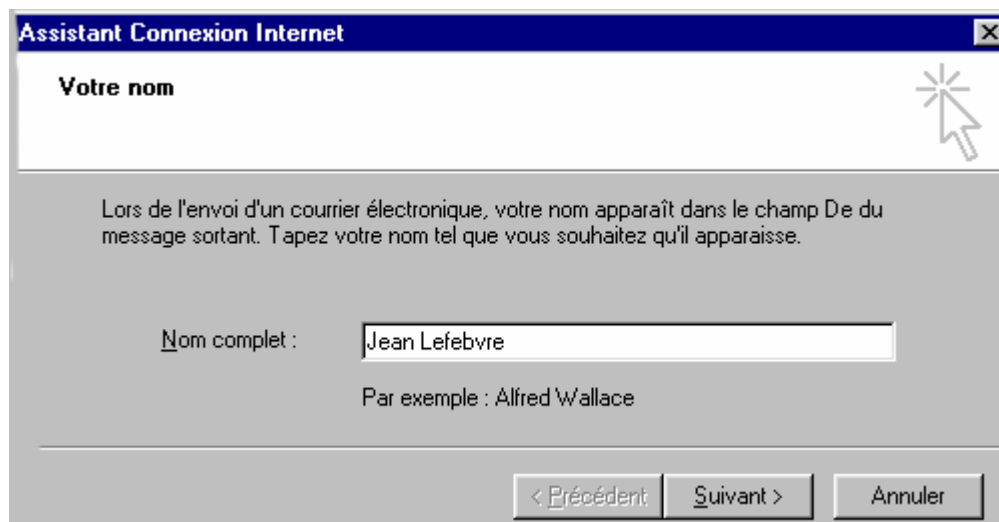 Assistant Connexion Internet
Votre nom
Lors de l'envoi d'un courrier électronique, votre nom apparaît dans le champ De du
message sortant. Tapez votre nom tel que vous souhaitez qu'il apparaisse.
Nom complet : Jean Lefebvre
Par exemple : Alfred Wallace
< Précédent Suivant > Annuler